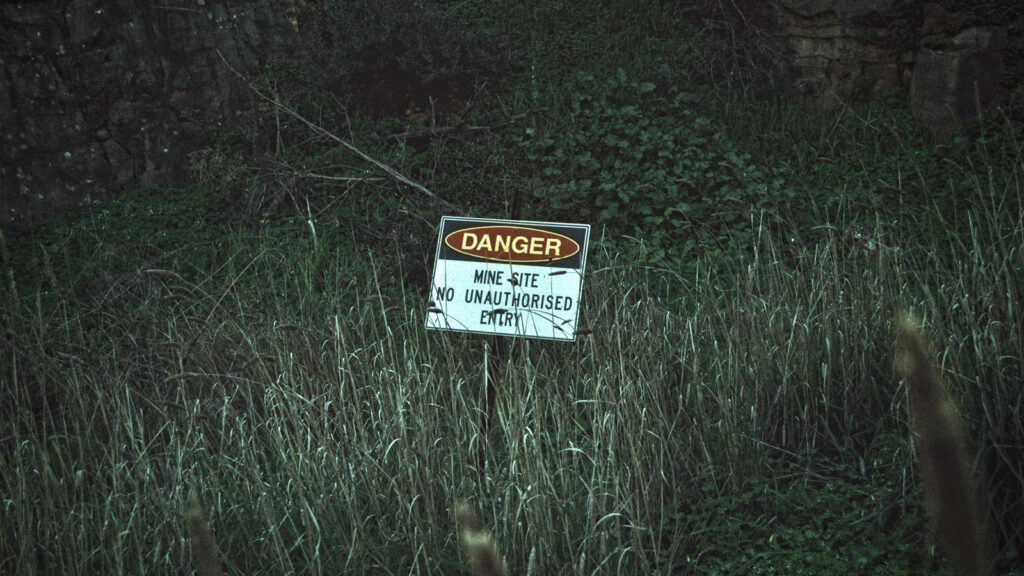 DANGER
MINE SITE
NO UNAUTHORISED
ENTRY